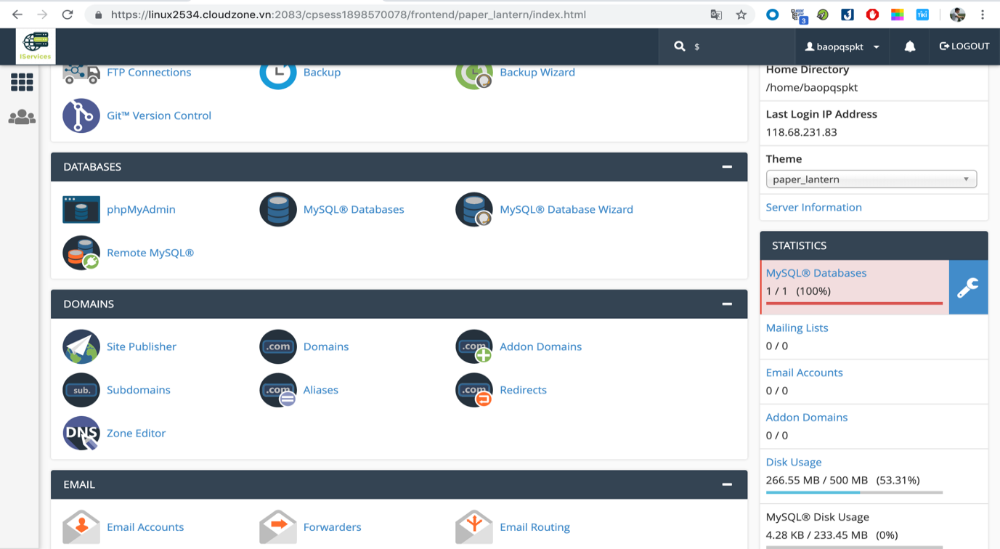 https://linux2534.cloudzone.vn:2083/cpsess1898570078/frontend/paper_lantern/index.html
3
TIKI
IServices
$
baopqspkt
LOGOUT
FTP Connections
Backup
Backup Wizard
Git™ Version Control
DATABASES
phpMyAdmin
MySQL® Databases
MySQL® Database Wizard
Remote MySQL®
DOMAINS
Site Publisher
.com
Domains
.com
Addon Domains
sub.
Subdomains
.com
Aliases
.com
Redirects
DNS
Zone Editor
EMAIL
Email Accounts
Forwarders
Email Routing
Home Directory
/home/baopqspkt
Last Login IP Address
118.68.231.83
Theme
paper_lantern
Server Information
STATISTICS
MySQL® Databases
1 / 1 (100%)
Mailing Lists
0 / 0
Email Accounts
0 / 0
Addon Domains
0 / 0
Disk Usage
266.55 MB / 500 MB (53.31%)
MySQL® Disk Usage
4.28 KB / 233.45 MB (0%)